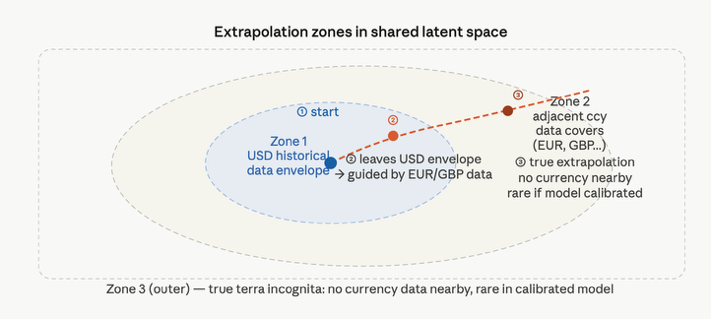 Extrapolation zones in shared latent space
① start
②
③
Zone 1
USD historical
data envelope
② leaves USD envelope
→ guided by EUR/GBP data
Zone 2
adjacent ccy
data covers
(EUR, GBP...)
③ true extrapolation
no currency nearby
rare if model calibrated
Zone 3 (outer) — true terra incognita: no currency data nearby, rare in calibrated model